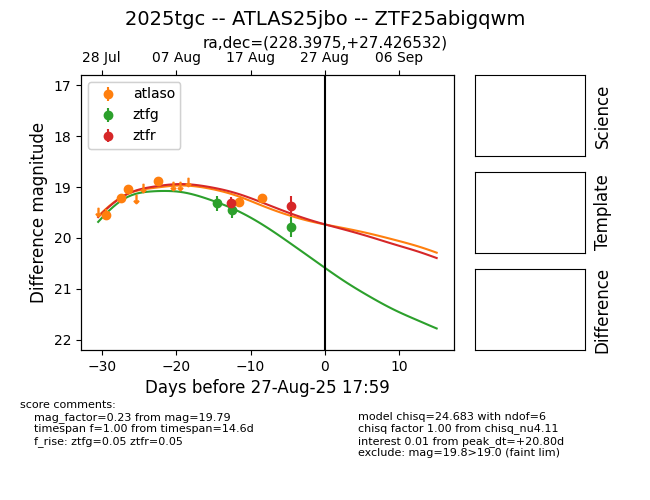 2025tgc -- ATLAS25jbo -- ZTF25abigqwm
ra,dec=(228.3975,+27.426532)
28 Jul 07 Aug 17 Aug 27 Aug 06 Sep
atlaso
ztfg
ztfr
17
18
19
20
21
22
Difference magnitude
−30 −20 −10 0 10
Days before 27-Aug-25 17:59
Science
Template
Difference
score comments:
mag_factor=0.23 from mag=19.79
timespan f=1.00 from timespan=14.6d
f_rise: ztfg=0.05 ztfr=0.05
model chisq=24.683 with ndof=6
chisq factor 1.00 from chisq_nu4.11
interest 0.01 from peak_dt=+20.80d
exclude: mag=19.8>19.0 (faint lim)